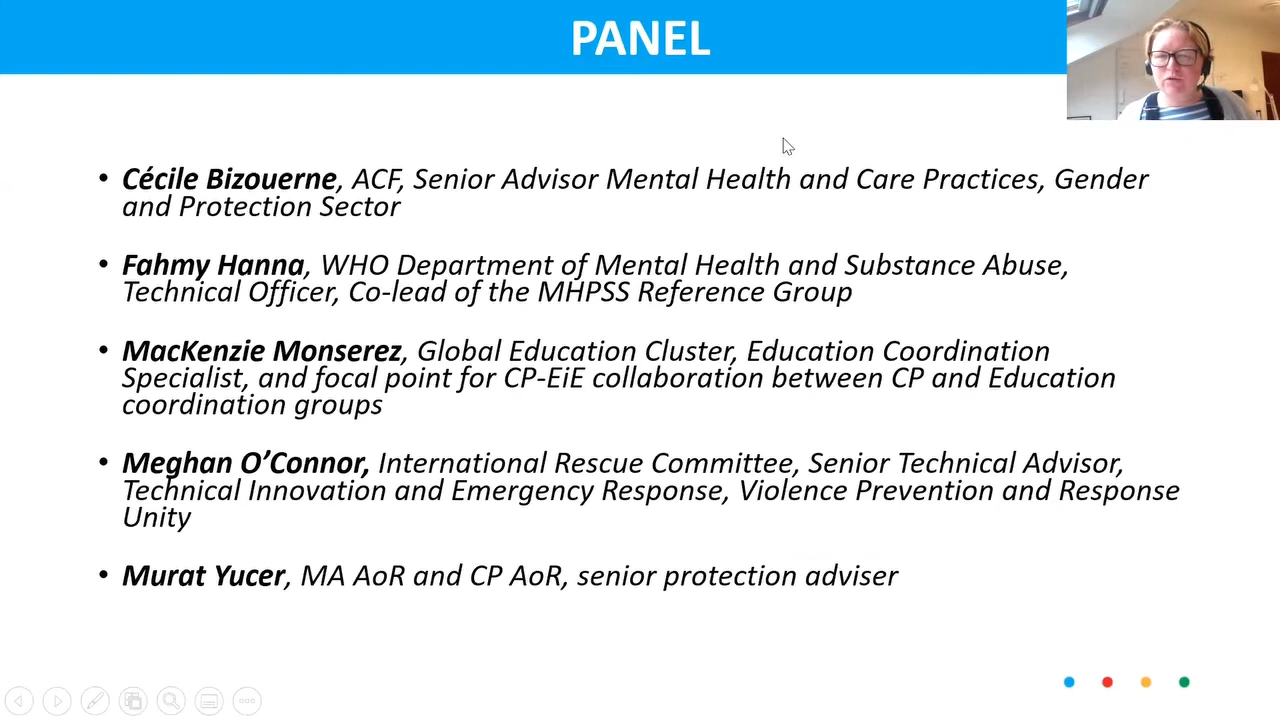 PANEL
• Cécile Bizouerne, ACF, Senior Advisor Mental Health and Care Practices, Gender
and Protection Sector
• Fahmy Hanna, WHO Department of Mental Health and Substance Abuse,
Technical Officer, Co-lead of the MHPSS Reference Group
• MacKenzie Monserez, Global Education Cluster, Education Coordination
Specialist, and focal point for CP-EiE collaboration between CP and Education
coordination groups
• Meghan O’Connor, International Rescue Committee, Senior Technical Advisor,
Technical Innovation and Emergency Response, Violence Prevention and Response
Unity
• Murat Yucer, MA AoR and CP AoR, senior protection adviser